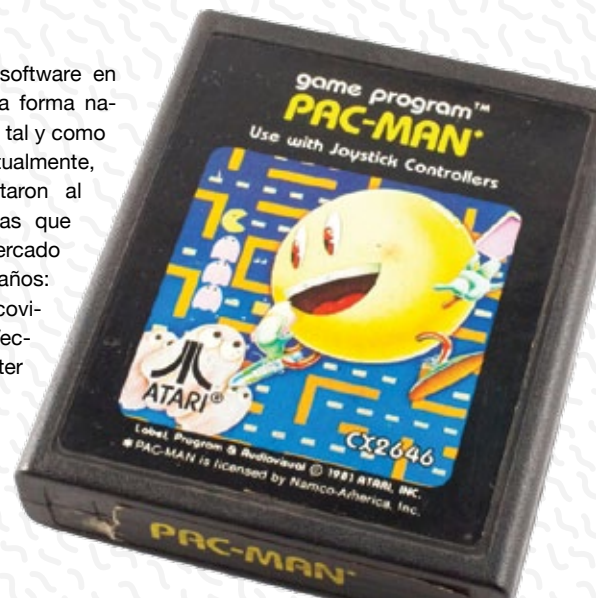 software en
a forma na-
tal y como
tualmente,
taron al
as que
ercado
años:
covi-
fec-
ter
game program™
PAC-MAN*
Use with Joystick Controllers
ATARI®
CX2646
Label, Program & Audiovisual © 1981 ATARI, INC.
* PAC-MAN is licensed by Namco-America, Inc.
PAC-MAN*